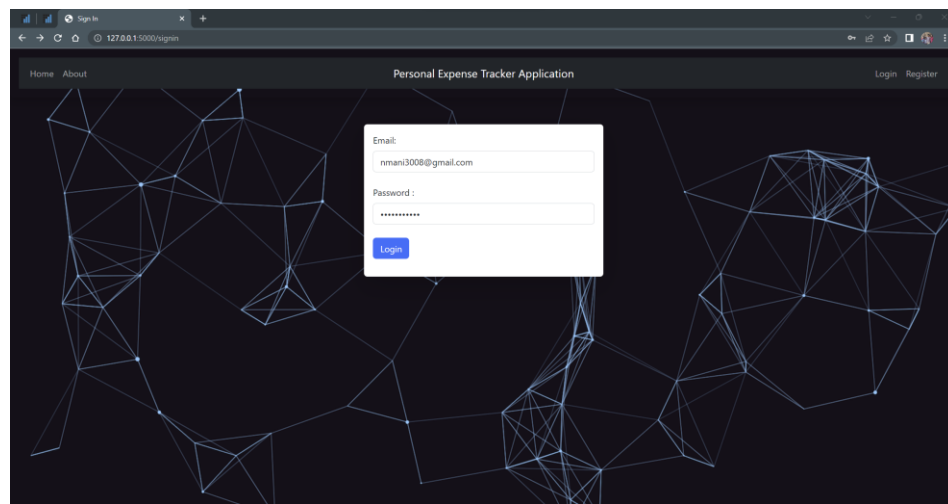 Sign In
127.0.0.1:5000/signin
Home About Personal Expense Tracker Application Login Register
Email:
nmani3008@gmail.com
Password :
•••••••••••
Login